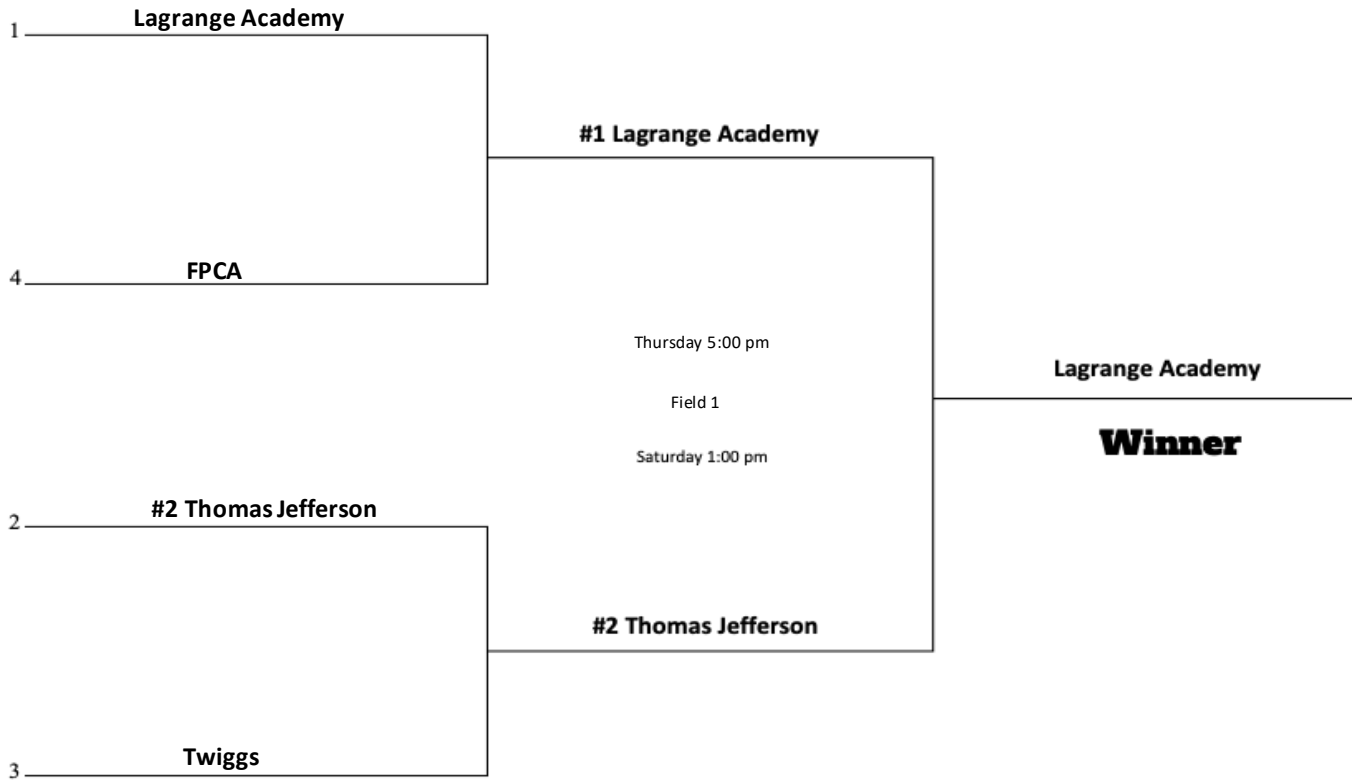 1 Lagrange Academy
#1 Lagrange Academy
4 FPCA
Thursday 5:00 pm
Field 1
Saturday 1:00 pm
Lagrange Academy
Winner
2 #2 Thomas Jefferson
#2 Thomas Jefferson
3 Twiggs